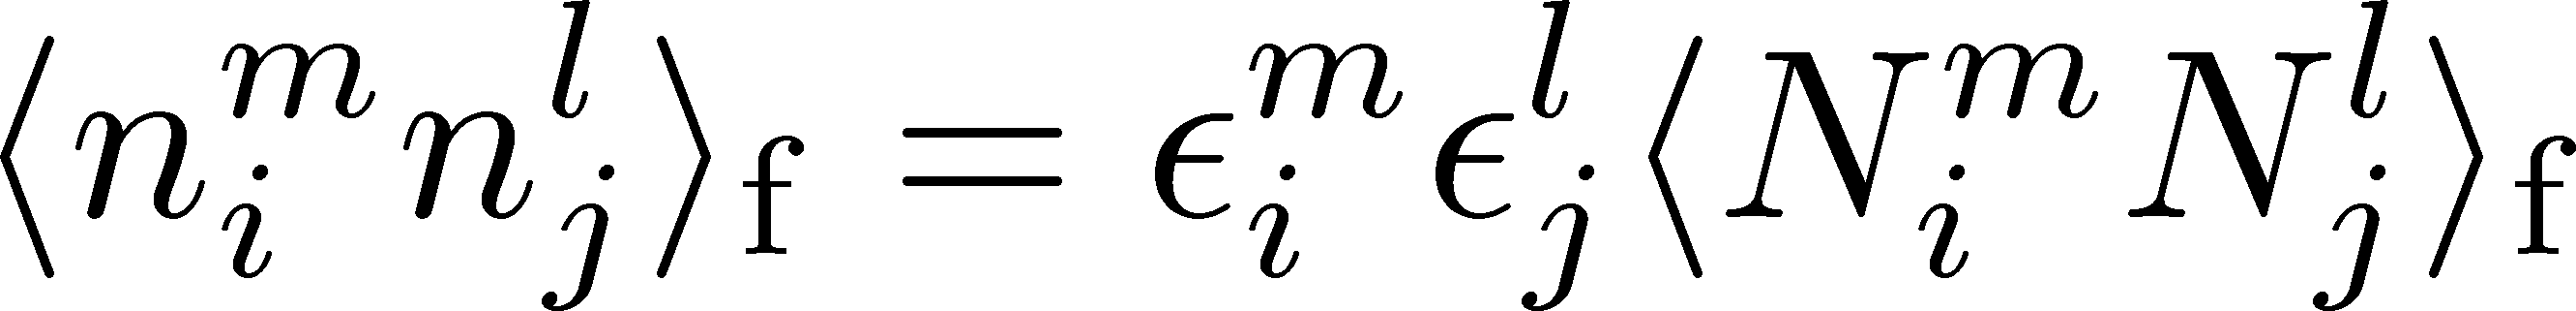 ⟨n_i^m n_j^l⟩_f = ϵ_i^m ϵ_j^l ⟨N_i^m N_j^l⟩_f